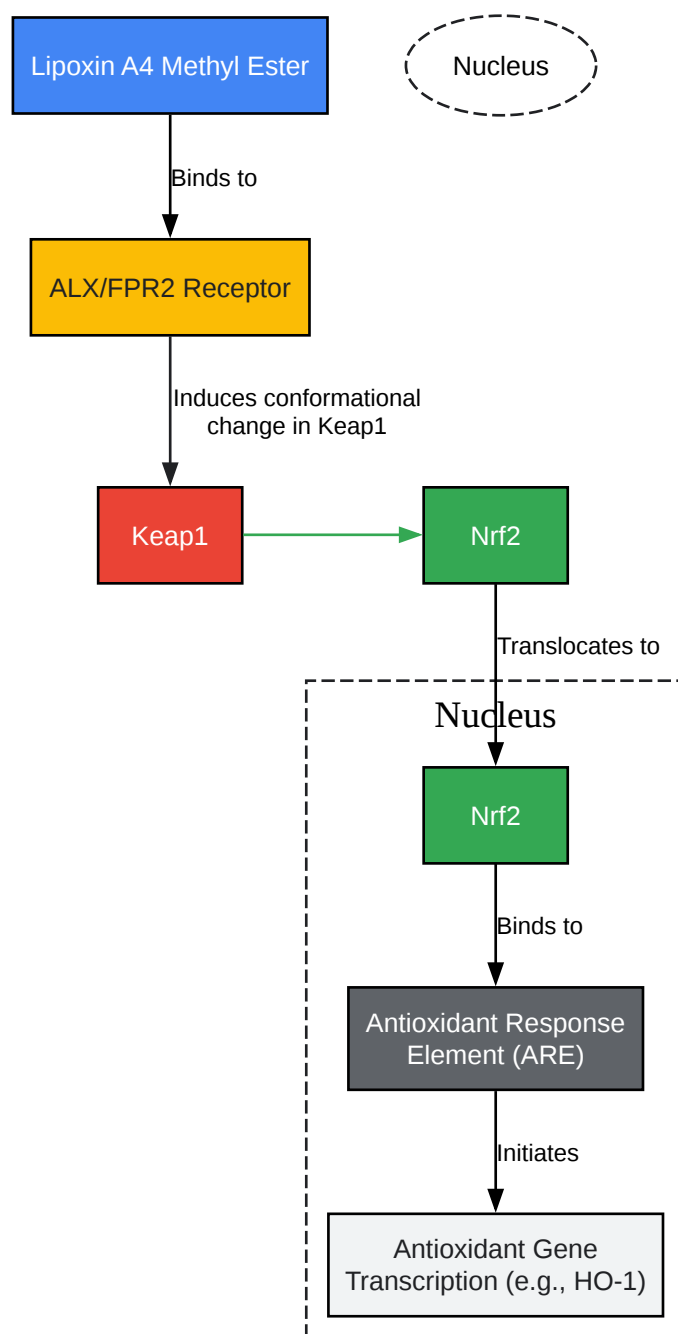 Lipoxin A4 Methyl Ester
Nucleus
Binds to
ALX/FPR2 Receptor
Induces conformational
change in Keap1
Keap1
Nrf2
Translocates to
Nucleus
Nrf2
Binds to
Antioxidant Response
Element (ARE)
Initiates
Antioxidant Gene
Transcription (e.g., HO-1)